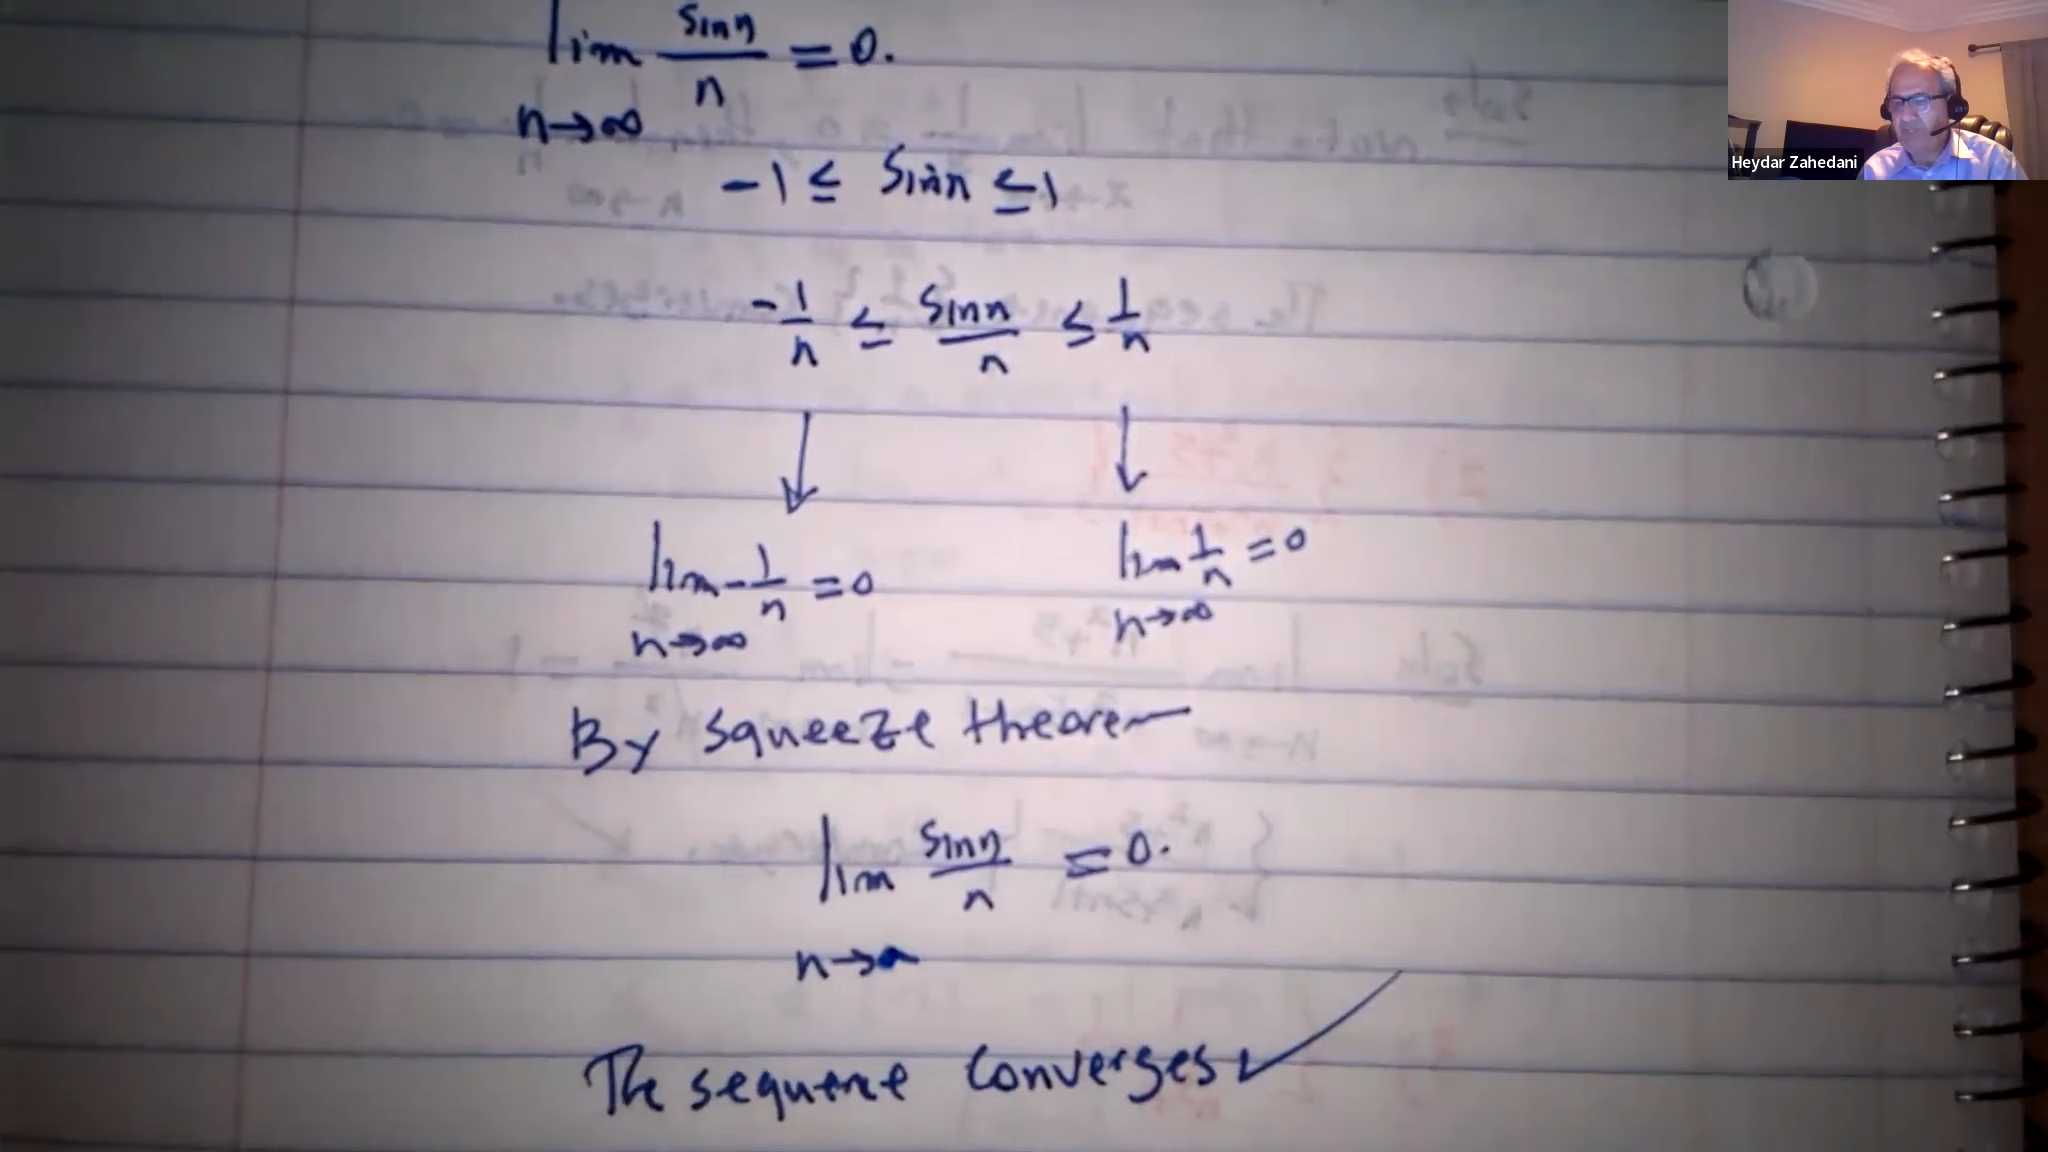 lim sin n / n = 0.
n→∞
Heydar Zahedani
-1 ≤ sin n ≤ 1
-1/n ≤ sin n / n ≤ 1/n
lim -1/n = 0 lim 1/n = 0
n→∞ n→∞
By squeeze theorem
lim sin n / n = 0.
n→∞
The sequence converges ✓